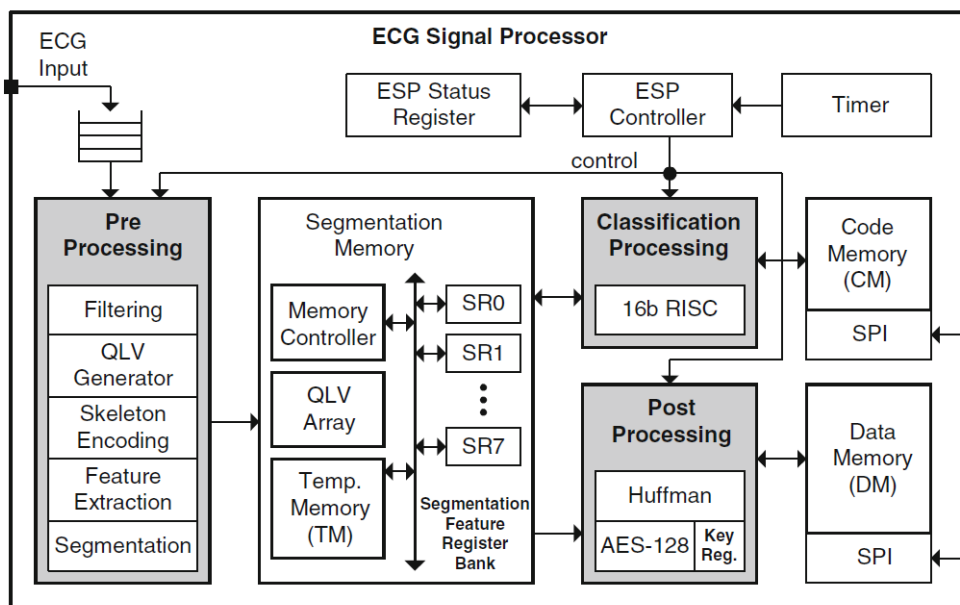 ECG Signal Processor
ECG
Input
ESP Status
Register
ESP
Controller
Timer
control
Pre
Processing
Filtering
QLV
Generator
Skeleton
Encoding
Feature
Extraction
Segmentation
Segmentation
Memory
Memory
Controller
QLV
Array
Temp.
Memory
(TM)
SR0
SR1
SR7
Segmentation
Feature
Register
Bank
Classification
Processing
16b RISC
Post
Processing
Huffman
AES-128
Key
Reg.
Code
Memory
(CM)
SPI
Data
Memory
(DM)
SPI